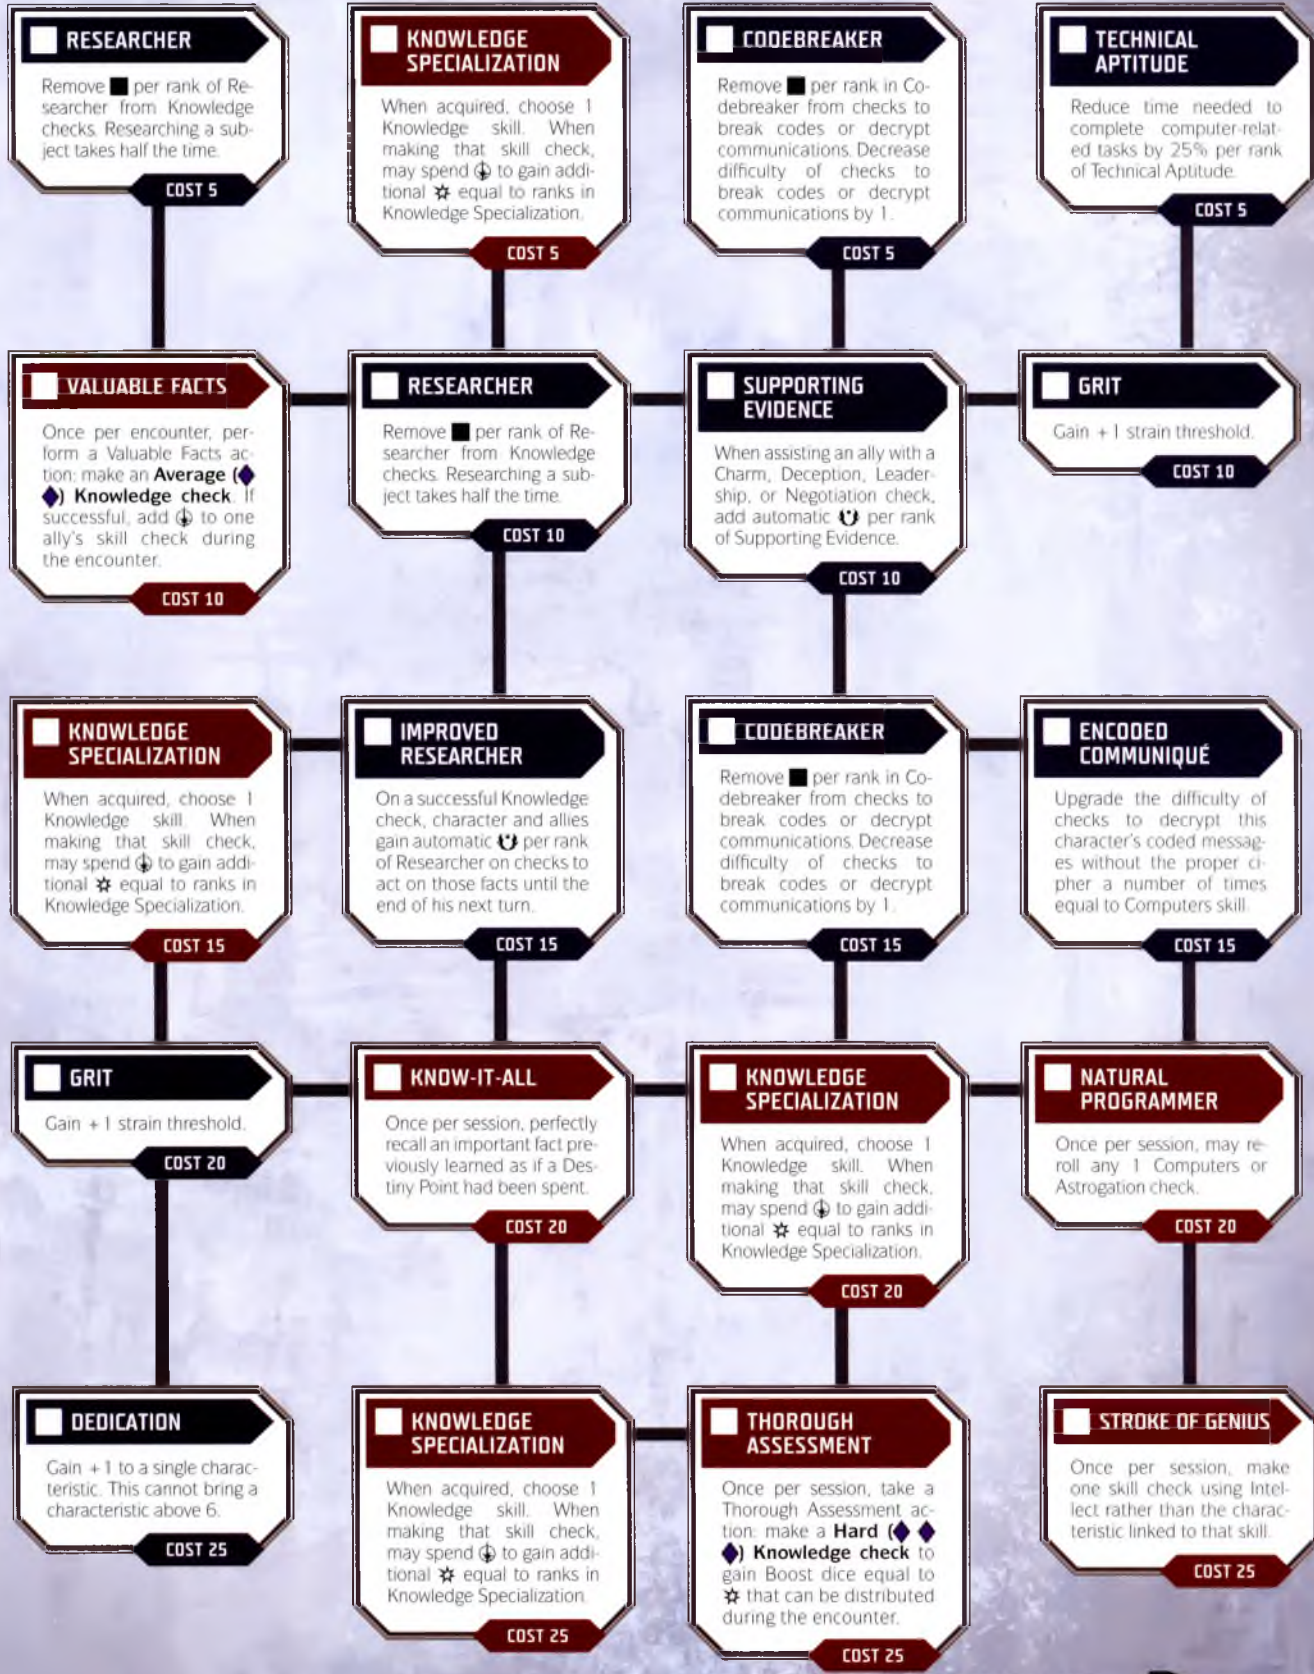 RESEARCHER
Remove ■ per rank of Re-
searcher from Knowledge
checks. Researching a sub-
ject takes half the time.
COST 5
KNOWLEDGE
SPECIALIZATION
When acquired, choose 1
Knowledge skill. When
making that skill check,
may spend to gain addi-
tional equal to ranks in
Knowledge Specialization.
COST 5
CODEBREAKER
Remove ■ per rank in Co-
debreaker from checks to
break codes or decrypt
communications. Decrease
difficulty of checks to
break codes or decrypt
communications by 1.
COST 5
TECHNICAL
APTITUDE
Reduce time needed to
complete computer-relat-
ed tasks by 25% per rank
of Technical Aptitude.
COST 5
VALUABLE FACTS
Once per encounter, per-
form a Valuable Facts ac-
tion: make an Average (◆
◆) Knowledge check. If
successful, add to one
ally's skill check during
the encounter.
COST 10
RESEARCHER
Remove ■ per rank of Re-
searcher from Knowledge
checks. Researching a sub-
ject takes half the time.
COST 10
SUPPORTING
EVIDENCE
When assisting an ally with a
Charm, Deception, Leader-
ship, or Negotiation check,
add automatic per rank
of Supporting Evidence.
COST 10
GRIT
Gain +1 strain threshold.
COST 10
KNOWLEDGE
SPECIALIZATION
When acquired, choose 1
Knowledge skill. When
making that skill check,
may spend to gain addi-
tional equal to ranks in
Knowledge Specialization.
COST 15
IMPROVED
RESEARCHER
On a successful Knowledge
check, character and allies
gain automatic per rank
of Researcher on checks to
act on those facts until the
end of his next turn.
COST 15
CODEBREAKER
Remove ■ per rank in Co-
debreaker from checks to
break codes or decrypt
communications. Decrease
difficulty of checks to
break codes or decrypt
communications by 1.
COST 15
ENCODED
COMMUNIQUÉ
Upgrade the difficulty of
checks to decrypt this
character's coded messag-
es without the proper ci-
pher a number of times
equal to Computers skill.
COST 15
GRIT
Gain +1 strain threshold.
COST 20
KNOW-IT-ALL
Once per session, perfectly
recall an important fact pre-
viously learned as if a Des-
tiny Point had been spent.
COST 20
KNOWLEDGE
SPECIALIZATION
When acquired, choose 1
Knowledge skill. When
making that skill check,
may spend to gain addi-
tional equal to ranks in
Knowledge Specialization.
COST 20
NATURAL
PROGRAMMER
Once per session, may re-
roll any 1 Computers or
Astrogation check.
COST 20
DEDICATION
Gain +1 to a single charac-
teristic. This cannot bring a
characteristic above 6.
COST 25
KNOWLEDGE
SPECIALIZATION
When acquired, choose 1
Knowledge skill. When
making that skill check,
may spend to gain addi-
tional equal to ranks in
Knowledge Specialization.
COST 25
THOROUGH
ASSESSMENT
Once per session, take a
Thorough Assessment ac-
tion: make a Hard (◆ ◆
◆) Knowledge check to
gain Boost dice equal to
that can be distributed
during the encounter.
COST 25
STROKE OF GENIUS
Once per session, make
one skill check using Intel-
lect rather than the charac-
teristic linked to that skill.
COST 25